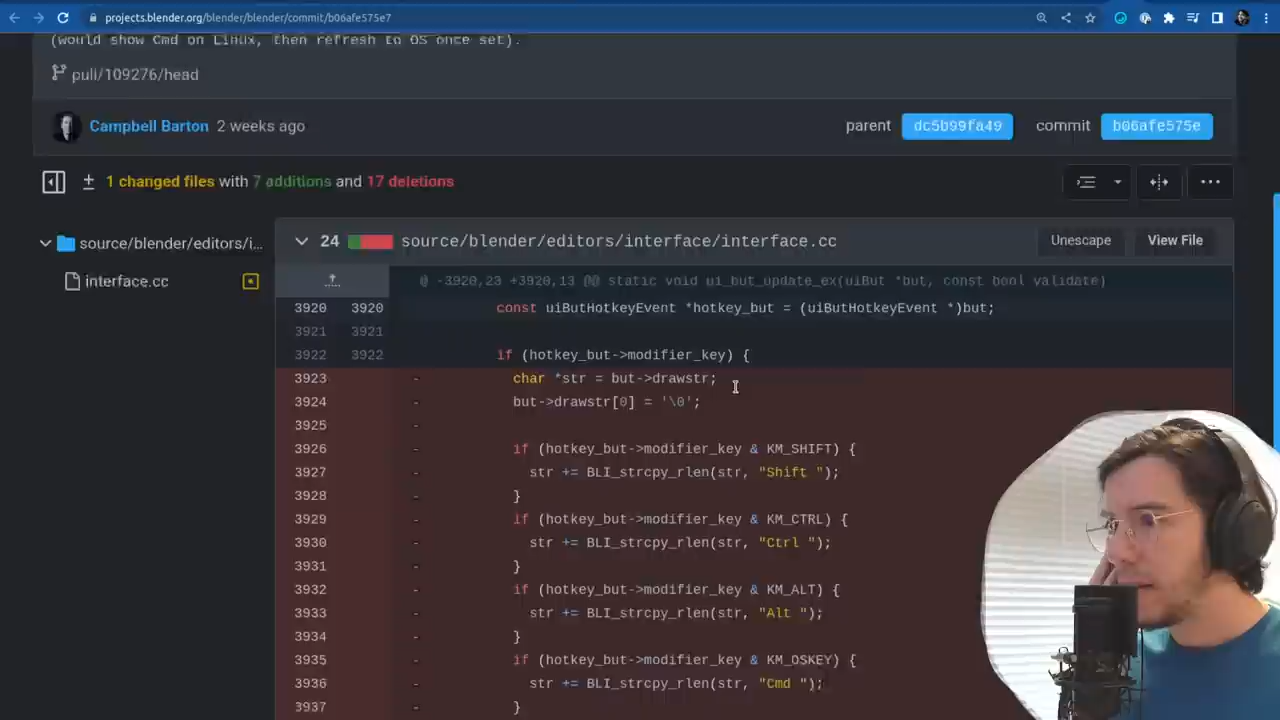 projects.blender.org/blender/blender/commit/b06afe575e7
(would show Cmd on Linux, then refresh to OS once set).
pull/109276/head
Campbell Barton 2 weeks ago
parent dc5b99fa49 commit b06afe575e
1 changed files with 7 additions and 17 deletions
source/blender/editors/i...
interface.cc
24 source/blender/editors/interface/interface.cc
Unescape
View File
@ -3920,23 +3920,13 @@ static void ui_but_update_ex(uiBut *but, const bool validate)
3920 3920 const uiButHotkeyEvent *hotkey_but = (uiButHotkeyEvent *)but;
3921 3921
3922 3922 if (hotkey_but->modifier_key) {
3923 - char *str = but->drawstr;
3924 - but->drawstr[0] = '\0';
3925 -
3926 - if (hotkey_but->modifier_key & KM_SHIFT) {
3927 - str += BLI_strcpy_rlen(str, "Shift ");
3928 - }
3929 - if (hotkey_but->modifier_key & KM_CTRL) {
3930 - str += BLI_strcpy_rlen(str, "Ctrl ");
3931 - }
3932 - if (hotkey_but->modifier_key & KM_ALT) {
3933 - str += BLI_strcpy_rlen(str, "Alt ");
3934 - }
3935 - if (hotkey_but->modifier_key & KM_OSKEY) {
3936 - str += BLI_strcpy_rlen(str, "Cmd ");
3937 - }